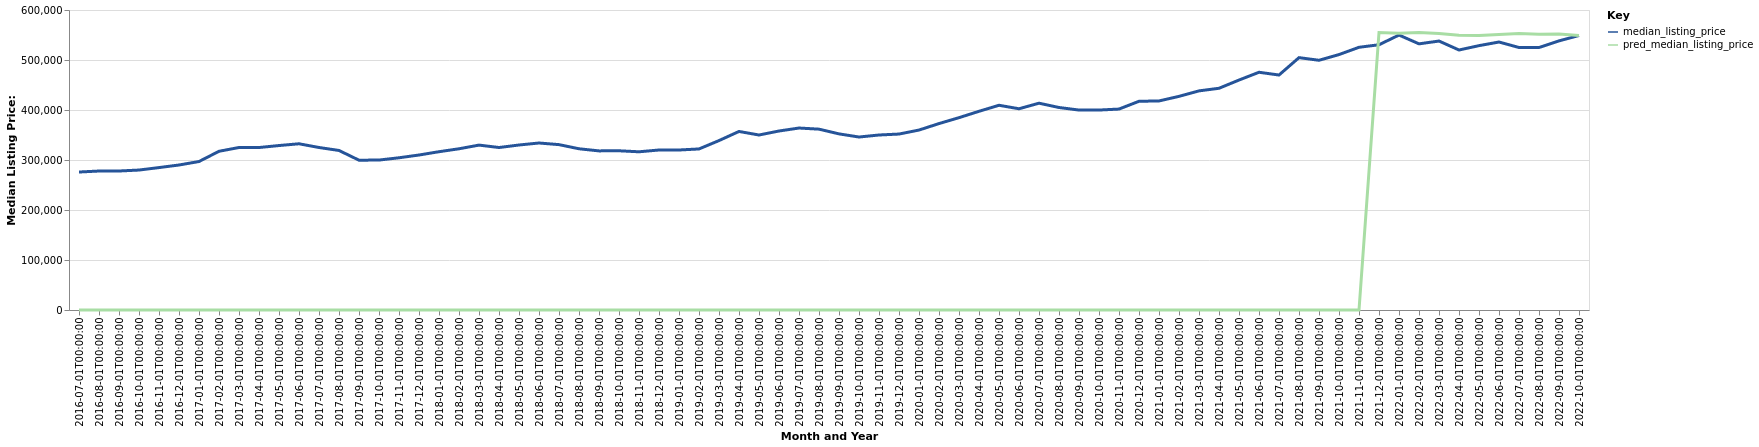 600,000
500,000
400,000
300,000
200,000
100,000
0
Median Listing Price:
2016-07-01T00:00:00
2016-08-01T00:00:00
2016-09-01T00:00:00
2016-10-01T00:00:00
2016-11-01T00:00:00
2016-12-01T00:00:00
2017-01-01T00:00:00
2017-02-01T00:00:00
2017-03-01T00:00:00
2017-04-01T00:00:00
2017-05-01T00:00:00
2017-06-01T00:00:00
2017-07-01T00:00:00
2017-08-01T00:00:00
2017-09-01T00:00:00
2017-10-01T00:00:00
2017-11-01T00:00:00
2017-12-01T00:00:00
2018-01-01T00:00:00
2018-02-01T00:00:00
2018-03-01T00:00:00
2018-04-01T00:00:00
2018-05-01T00:00:00
2018-06-01T00:00:00
2018-07-01T00:00:00
2018-08-01T00:00:00
2018-09-01T00:00:00
2018-10-01T00:00:00
2018-11-01T00:00:00
2018-12-01T00:00:00
2019-01-01T00:00:00
2019-02-01T00:00:00
2019-03-01T00:00:00
2019-04-01T00:00:00
2019-05-01T00:00:00
2019-06-01T00:00:00
2019-07-01T00:00:00
2019-08-01T00:00:00
2019-09-01T00:00:00
2019-10-01T00:00:00
2019-11-01T00:00:00
2019-12-01T00:00:00
2020-01-01T00:00:00
2020-02-01T00:00:00
2020-03-01T00:00:00
2020-04-01T00:00:00
2020-05-01T00:00:00
2020-06-01T00:00:00
2020-07-01T00:00:00
2020-08-01T00:00:00
2020-09-01T00:00:00
2020-10-01T00:00:00
2020-11-01T00:00:00
2020-12-01T00:00:00
2021-01-01T00:00:00
2021-02-01T00:00:00
2021-03-01T00:00:00
2021-04-01T00:00:00
2021-05-01T00:00:00
2021-06-01T00:00:00
2021-07-01T00:00:00
2021-08-01T00:00:00
2021-09-01T00:00:00
2021-10-01T00:00:00
2021-11-01T00:00:00
2021-12-01T00:00:00
2022-01-01T00:00:00
2022-02-01T00:00:00
2022-03-01T00:00:00
2022-04-01T00:00:00
2022-05-01T00:00:00
2022-06-01T00:00:00
2022-07-01T00:00:00
2022-08-01T00:00:00
2022-09-01T00:00:00
2022-10-01T00:00:00
Month and Year
Key
median_listing_price
pred_median_listing_price